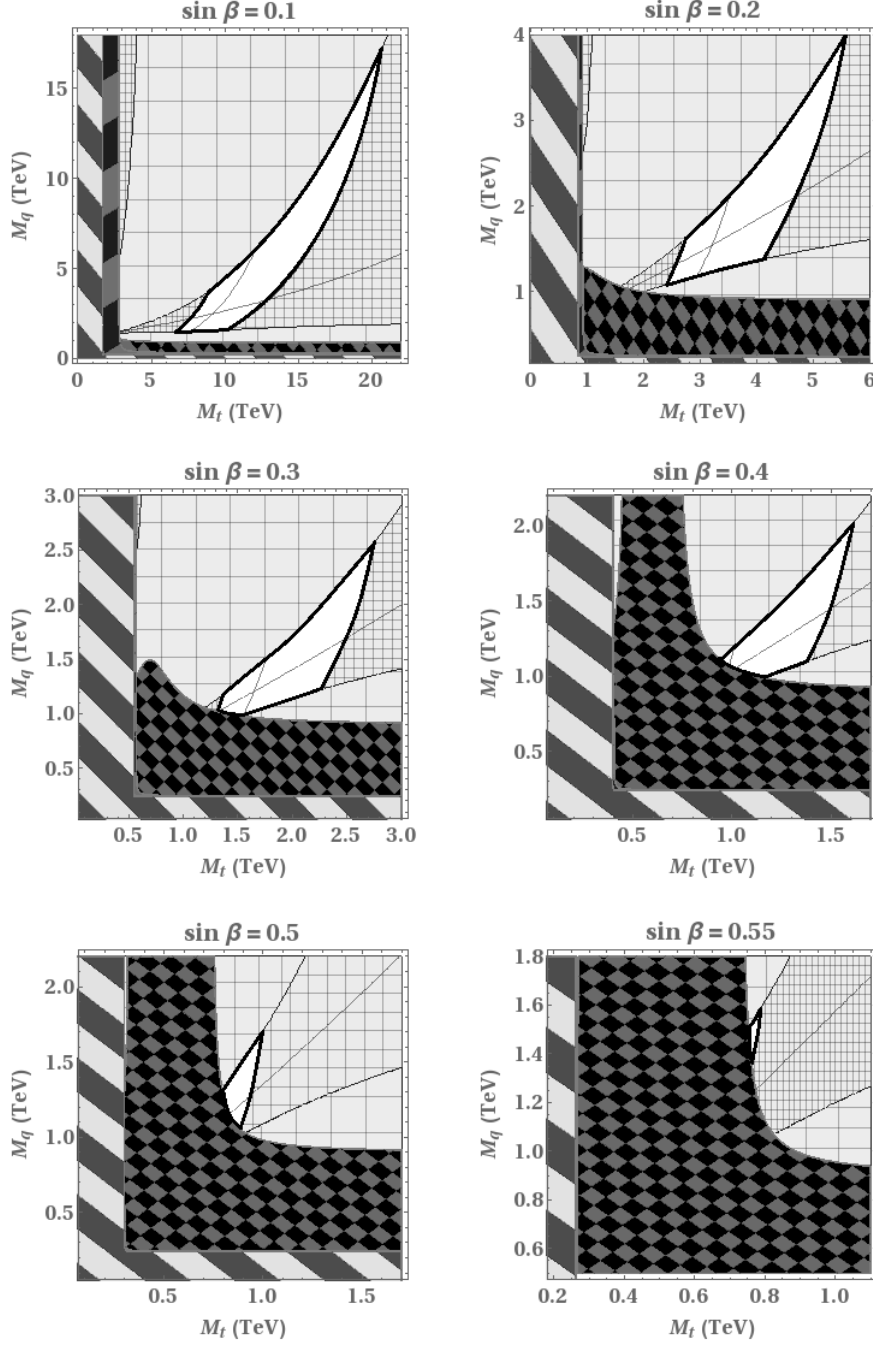 sin β = 0.1
M_q (TeV)
15
10
5
0
0 5 10 15 20
M_t (TeV)
sin β = 0.2
M_q (TeV)
4
3
2
1
0 1 2 3 4 5 6
M_t (TeV)
sin β = 0.3
M_q (TeV)
3.0
2.5
2.0
1.5
1.0
0.5
0.5 1.0 1.5 2.0 2.5 3.0
M_t (TeV)
sin β = 0.4
M_q (TeV)
2.0
1.5
1.0
0.5
0.5 1.0 1.5
M_t (TeV)
sin β = 0.5
M_q (TeV)
2.0
1.5
1.0
0.5
0.5 1.0 1.5
M_t (TeV)
sin β = 0.55
M_q (TeV)
1.8
1.6
1.4
1.2
1.0
0.8
0.6
0.2 0.4 0.6 0.8 1.0
M_t (TeV)